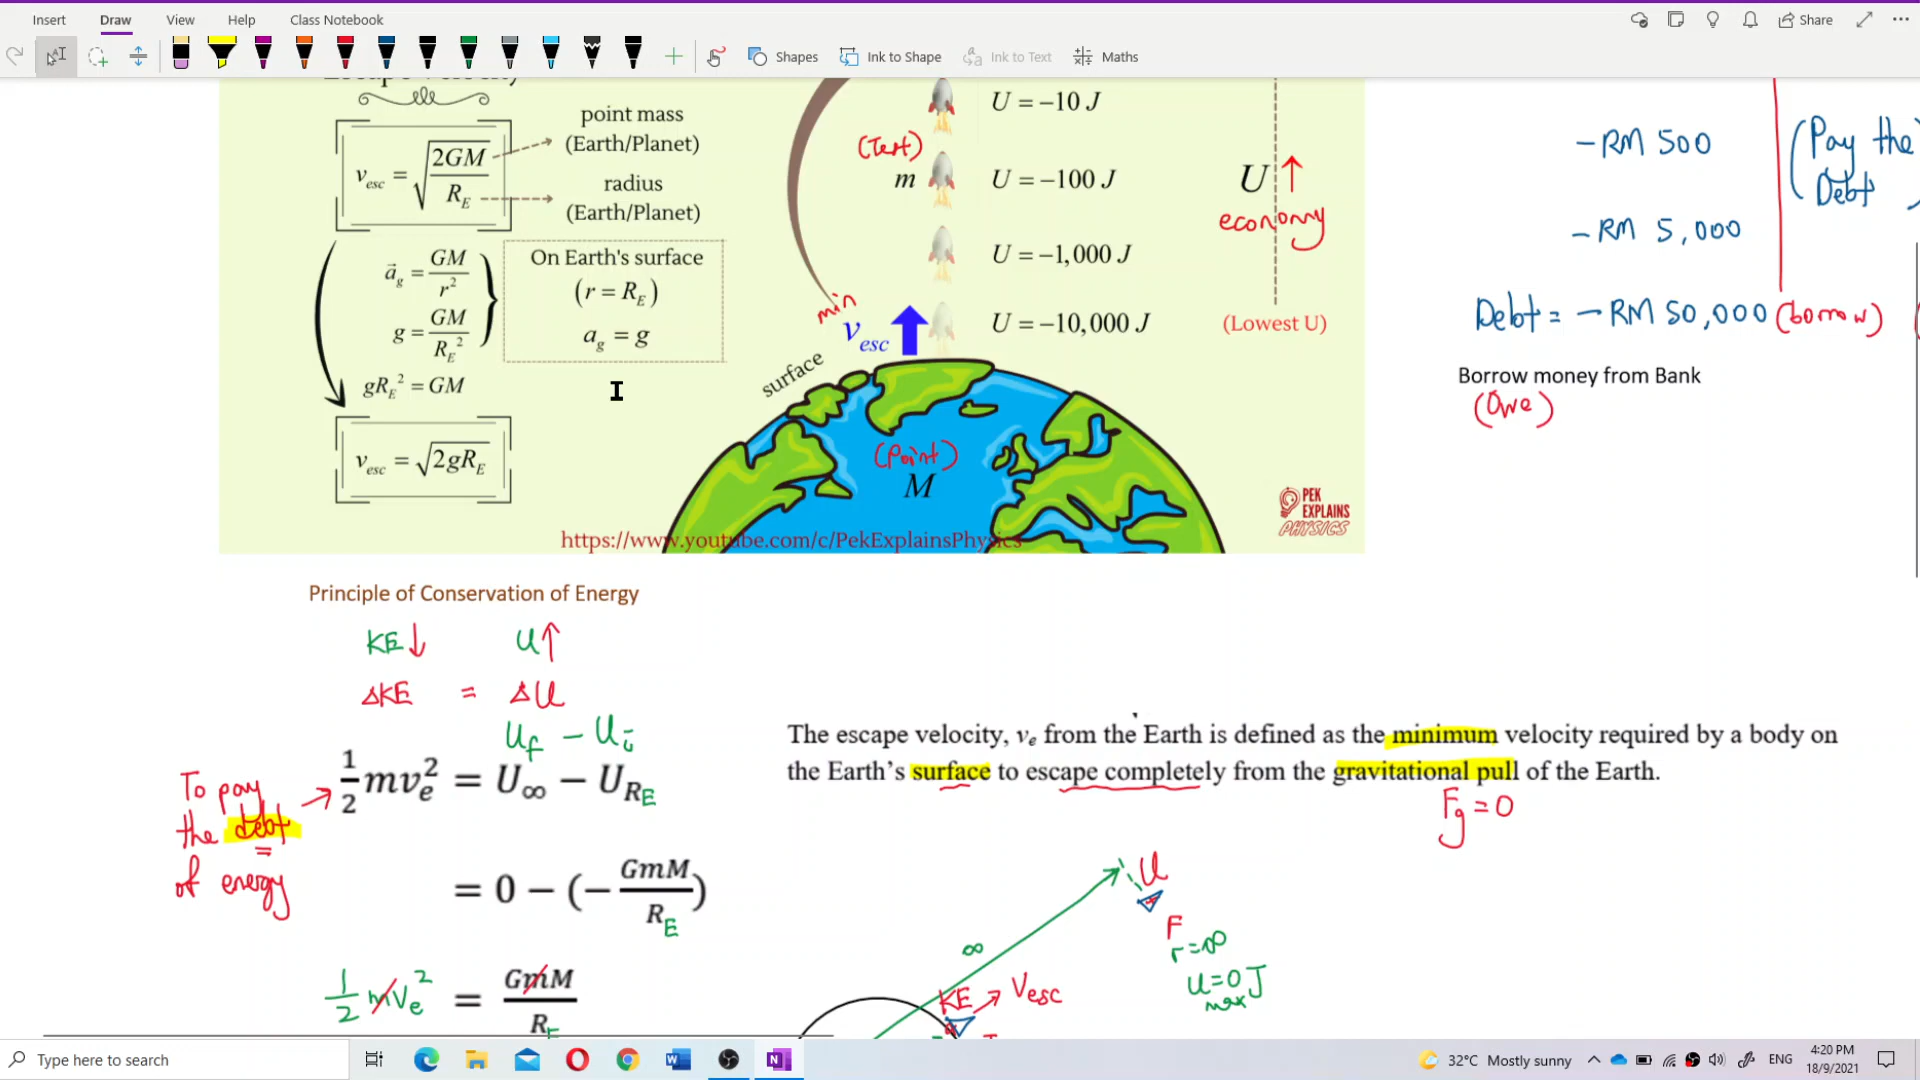 Insert Draw View Help Class Notebook Share
Shapes Ink to Shape Ink to Text Maths
Escape Velocity
v_esc = √(2GM/R_E)
point mass
(Earth/Planet)
radius
(Earth/Planet)
a⃗_g = GM/r²
g = GM/R_E²
gR_E² = GM
v_esc = √(2gR_E)
On Earth's surface
(r = R_E)
a_g = g
(Test)
m
min
v_esc
surface
(Point)
M
U = −10 J
U = −100 J
U = −1,000 J
U = −10,000 J
U ↑
economy
(Lowest U)
PEK
EXPLAINS
PHYSICS
https://www.youtube.com/c/PekExplainsPhysics
−RM 500
(Pay the
Debt
−RM 5,000
Debt = −RM 50,000 (borrow)
Borrow money from Bank
(Owe)
Principle of Conservation of Energy
KE↓ U↑
ΔKE = ΔU
U_f − U_i
½mv_e² = U_∞ − U_RE
To pay
the debt
of energy
= 0 − (− GmM/R_E)
½ mv_e² = GmM/R_E
The escape velocity, v_e from the Earth is defined as the minimum velocity required by a body on
the Earth's surface to escape completely from the gravitational pull of the Earth.
F_g = 0
U
F
r = ∞
U = 0 J
max
∞
KE → V_esc
Type here to search
32°C Mostly sunny ENG 4:20 PM
18/9/2021